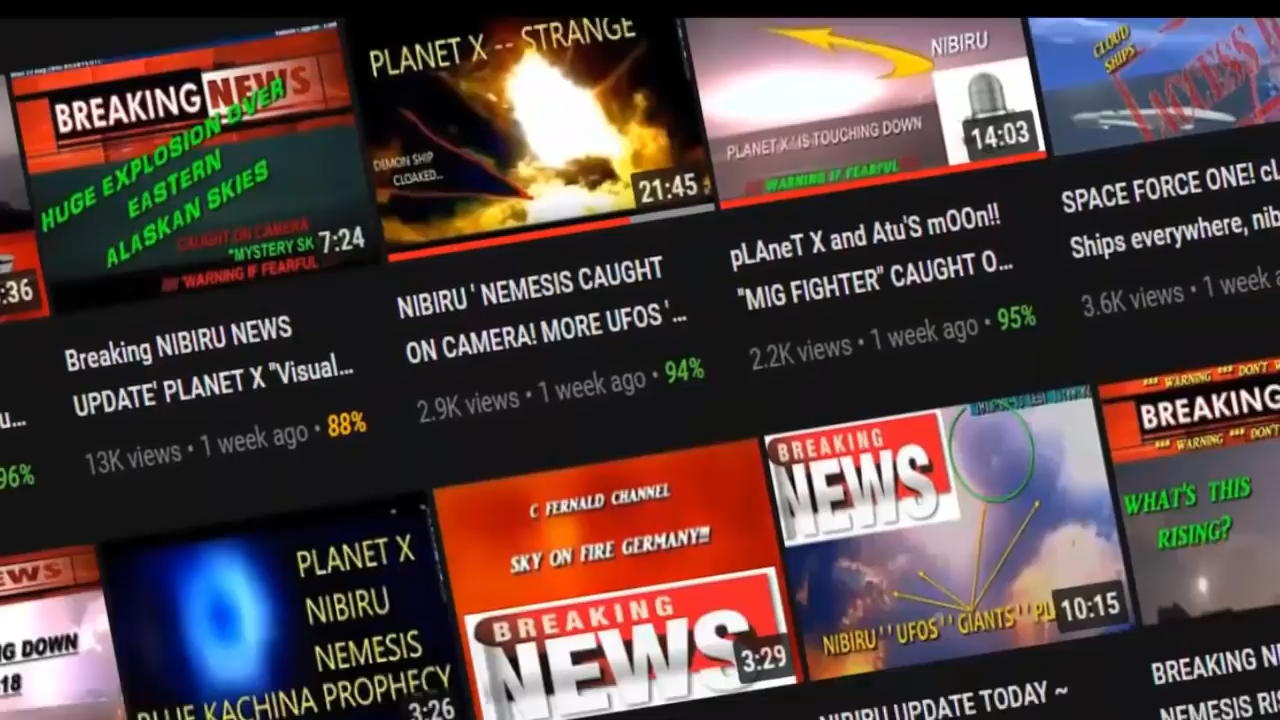 BREAKING NEWS
HUGE EXPLOSION OVER
EASTERN
ALASKAN SKIES
CAUGHT ON CAMERA
"MYSTERY SK
"WARNING IF FEARFUL
7:24
PLANET X -- STRANGE
DEMON SHIP
CLOAKED...
21:45
NIBIRU
PLANET X IS TOUCHING DOWN
WARNING IF FEARFUL
14:03
CLOUD
SHIPS
:36
Breaking NIBIRU NEWS
UPDATE' PLANET X "Visual...
13K views • 1 week ago • 88%
NIBIRU ' NEMESIS CAUGHT
ON CAMERA! MORE UFOS '...
2.9K views • 1 week ago • 94%
pLAneT X and Atu'S mOOn!!
"MIG FIGHTER" CAUGHT O...
2.2K views • 1 week ago • 95%
SPACE FORCE ONE! cL
Ships everywhere, nib
3.6K views • 1 week
u...
96%
EWS
G DOWN
18
PLANET X
NIBIRU
NEMESIS
BLUE KACHINA PROPHECY
3:26
C FERNALD CHANNEL
SKY ON FIRE GERMANY!!!
BREAKING
NEWS
3:29
BREAKING
NEWS
NIBIRU'' UFOS'' GIANTS'' PL
10:15
*** WARNING *** DON'T W
BREAKING
*** WARNING *** DON'T
WHAT'S THIS
RISING?
NIBIRU UPDATE TODAY ~
BREAKING NI
NEMESIS RI